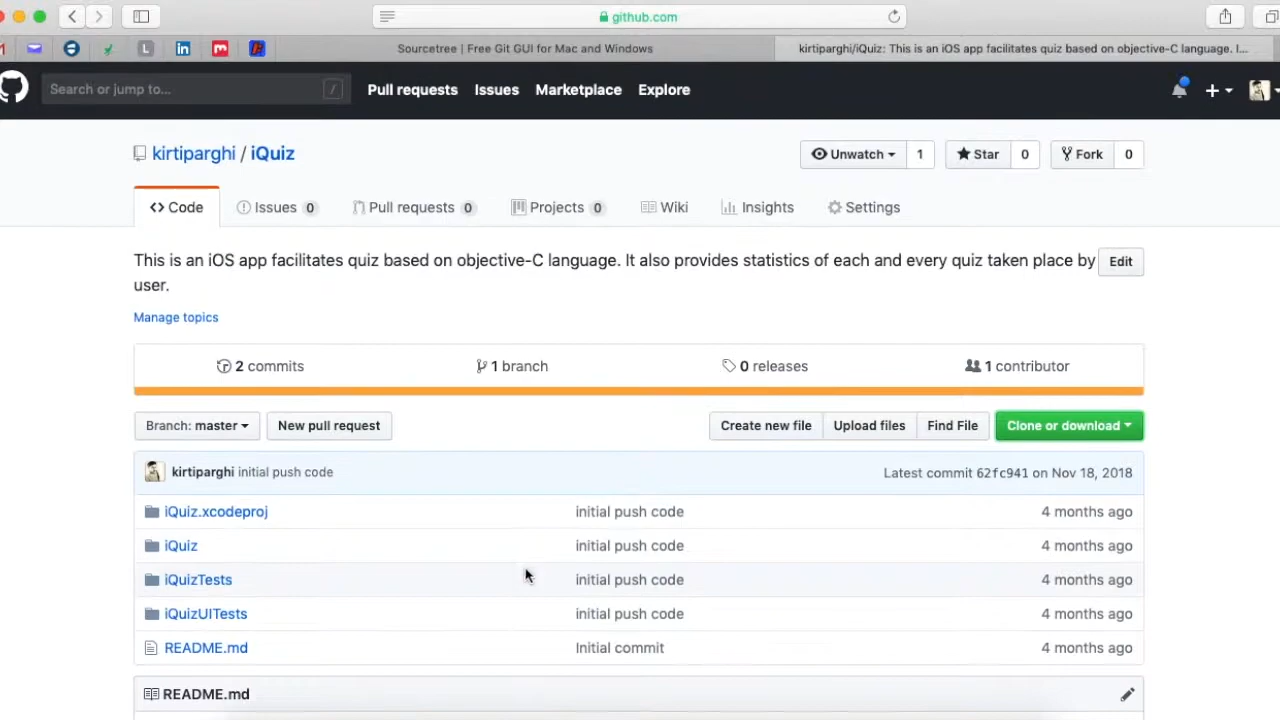 github.com
L
in
Sourcetree | Free Git GUI for Mac and Windows
kirtiparghi/iQuiz: This is an iOS app facilitates quiz based on objective-C language. I...
Search or jump to... /
Pull requests Issues Marketplace Explore
kirtiparghi / iQuiz
Unwatch 1 Star 0 Fork 0
Code Issues 0 Pull requests 0 Projects 0 Wiki Insights Settings
This is an iOS app facilitates quiz based on objective-C language. It also provides statistics of each and every quiz taken place by
user.
Edit
Manage topics
2 commits 1 branch 0 releases 1 contributor
Branch: master New pull request Create new file Upload files Find File Clone or download
kirtiparghi initial push code Latest commit 62fc941 on Nov 18, 2018
iQuiz.xcodeproj initial push code 4 months ago
iQuiz initial push code 4 months ago
iQuizTests initial push code 4 months ago
iQuizUITests initial push code 4 months ago
README.md Initial commit 4 months ago
README.md